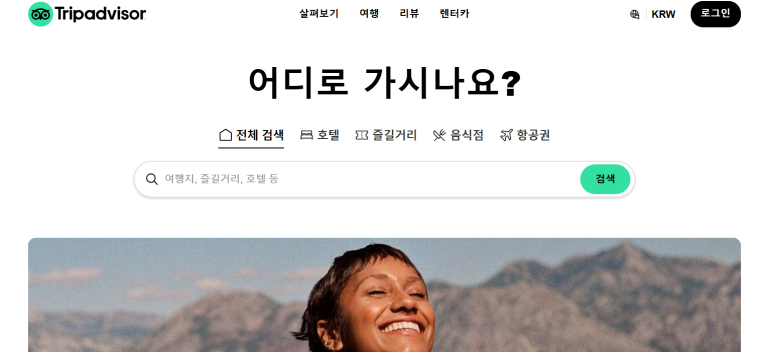 Tripadvisor
살펴보기 여행 리뷰 렌터카
KRW 로그인
어디로 가시나요?
전체 검색 호텔 즐길거리 음식점 항공권
여행지, 즐길거리, 호텔 등 검색